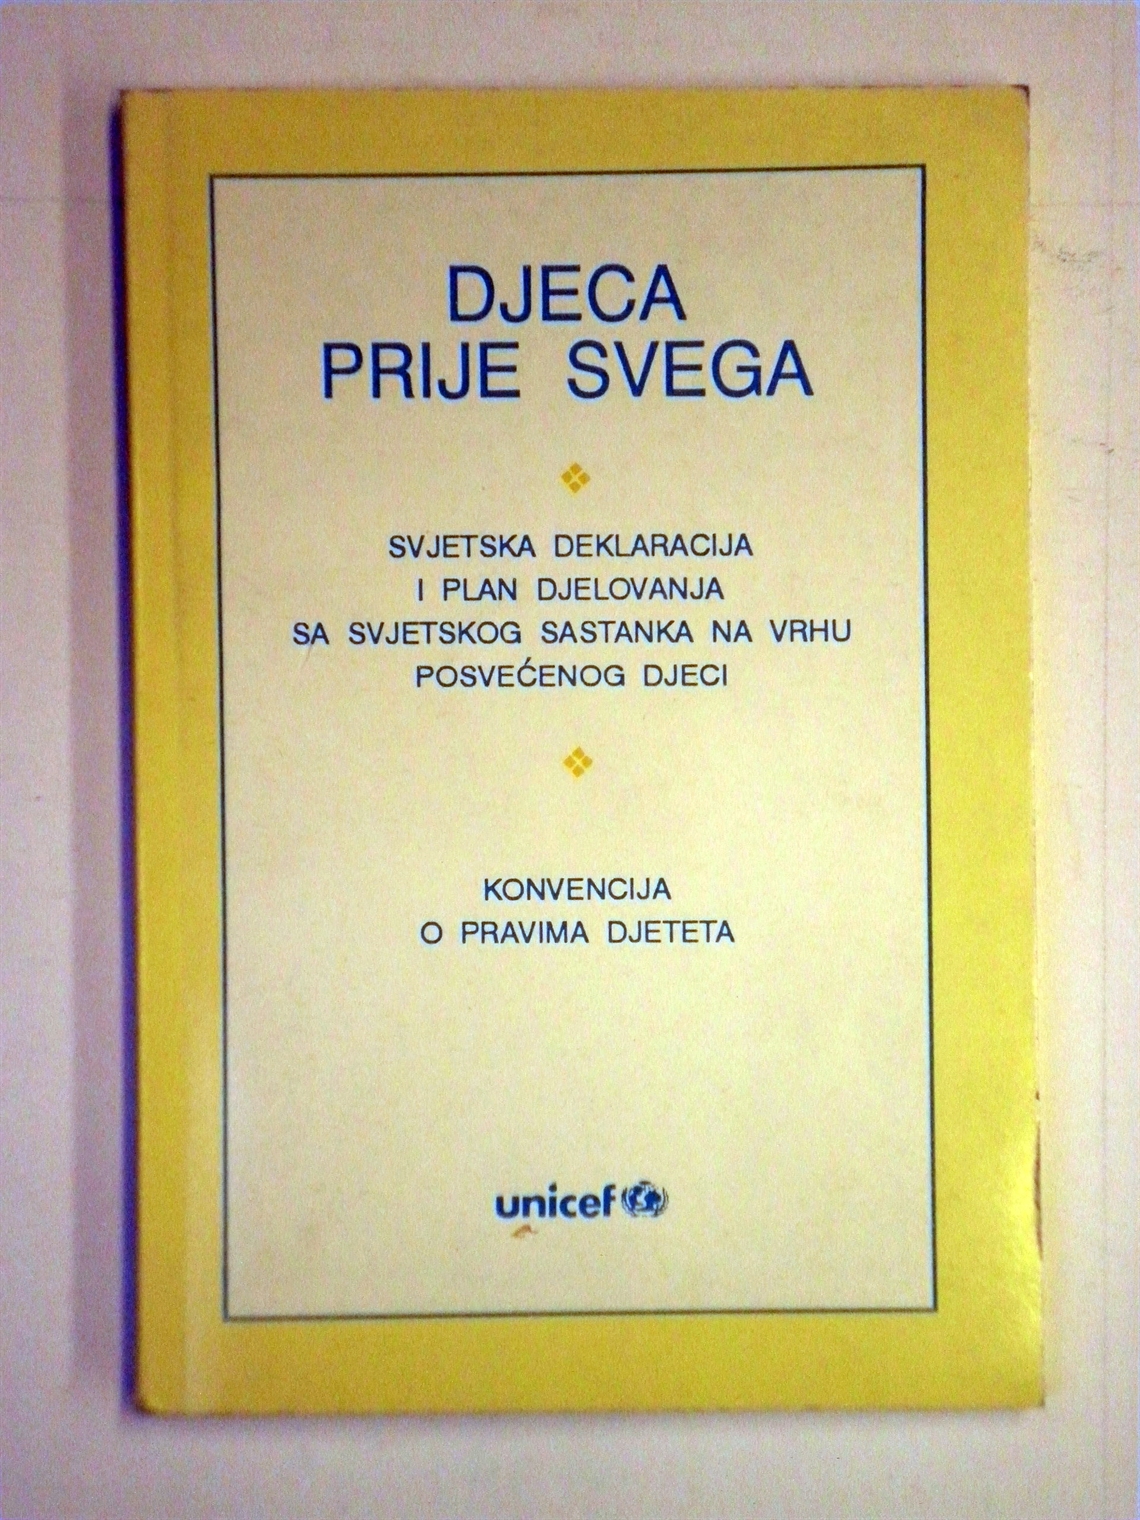 DJECA
PRIJE SVEGA
SVJETSKA DEKLARACIJA
I PLAN DJELOVANJA
SA SVJETSKOG SASTANKA NA VRHU
POSVEĆENOG DJECI
KONVENCIJA
O PRAVIMA DJETETA
unicef